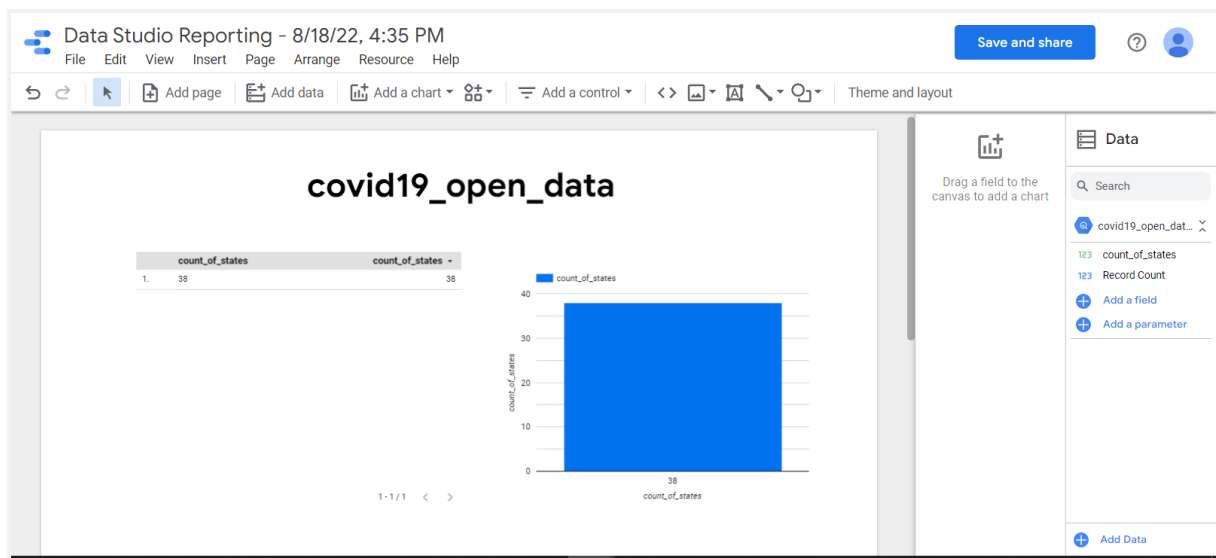 Data Studio Reporting - 8/18/22, 4:35 PM
File Edit View Insert Page Arrange Resource Help
Save and share
Add page Add data Add a chart Add a control Theme and layout
covid19_open_data
count_of_states count_of_states
1. 38 38
1 - 1 / 1
count_of_states
40
30
20
10
0
count_of_states
38
count_of_states
Drag a field to the
canvas to add a chart
Data
Search
covid19_open_dat...
123 count_of_states
123 Record Count
Add a field
Add a parameter
Add Data